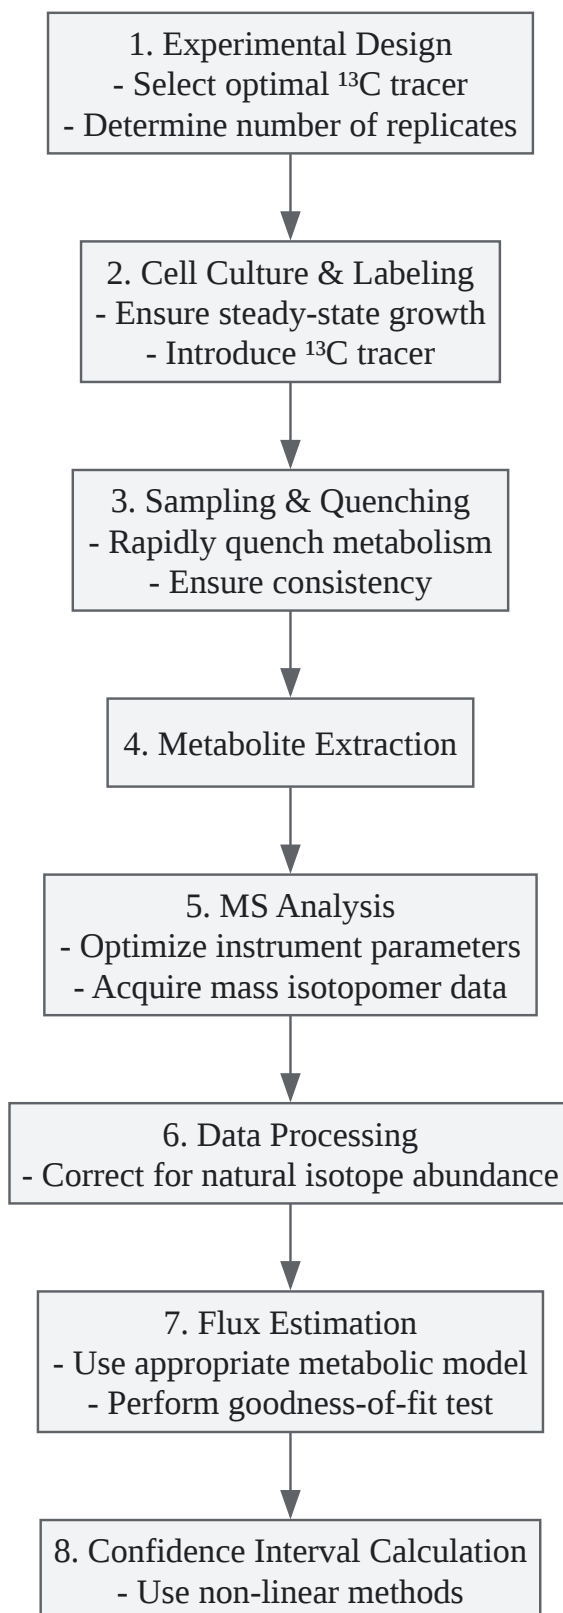 1. Experimental Design
- Select optimal ¹³C tracer
- Determine number of replicates
2. Cell Culture & Labeling
- Ensure steady-state growth
- Introduce ¹³C tracer
3. Sampling & Quenching
- Rapidly quench metabolism
- Ensure consistency
4. Metabolite Extraction
5. MS Analysis
- Optimize instrument parameters
- Acquire mass isotopomer data
6. Data Processing
- Correct for natural isotope abundance
7. Flux Estimation
- Use appropriate metabolic model
- Perform goodness-of-fit test
8. Confidence Interval Calculation
- Use non-linear methods